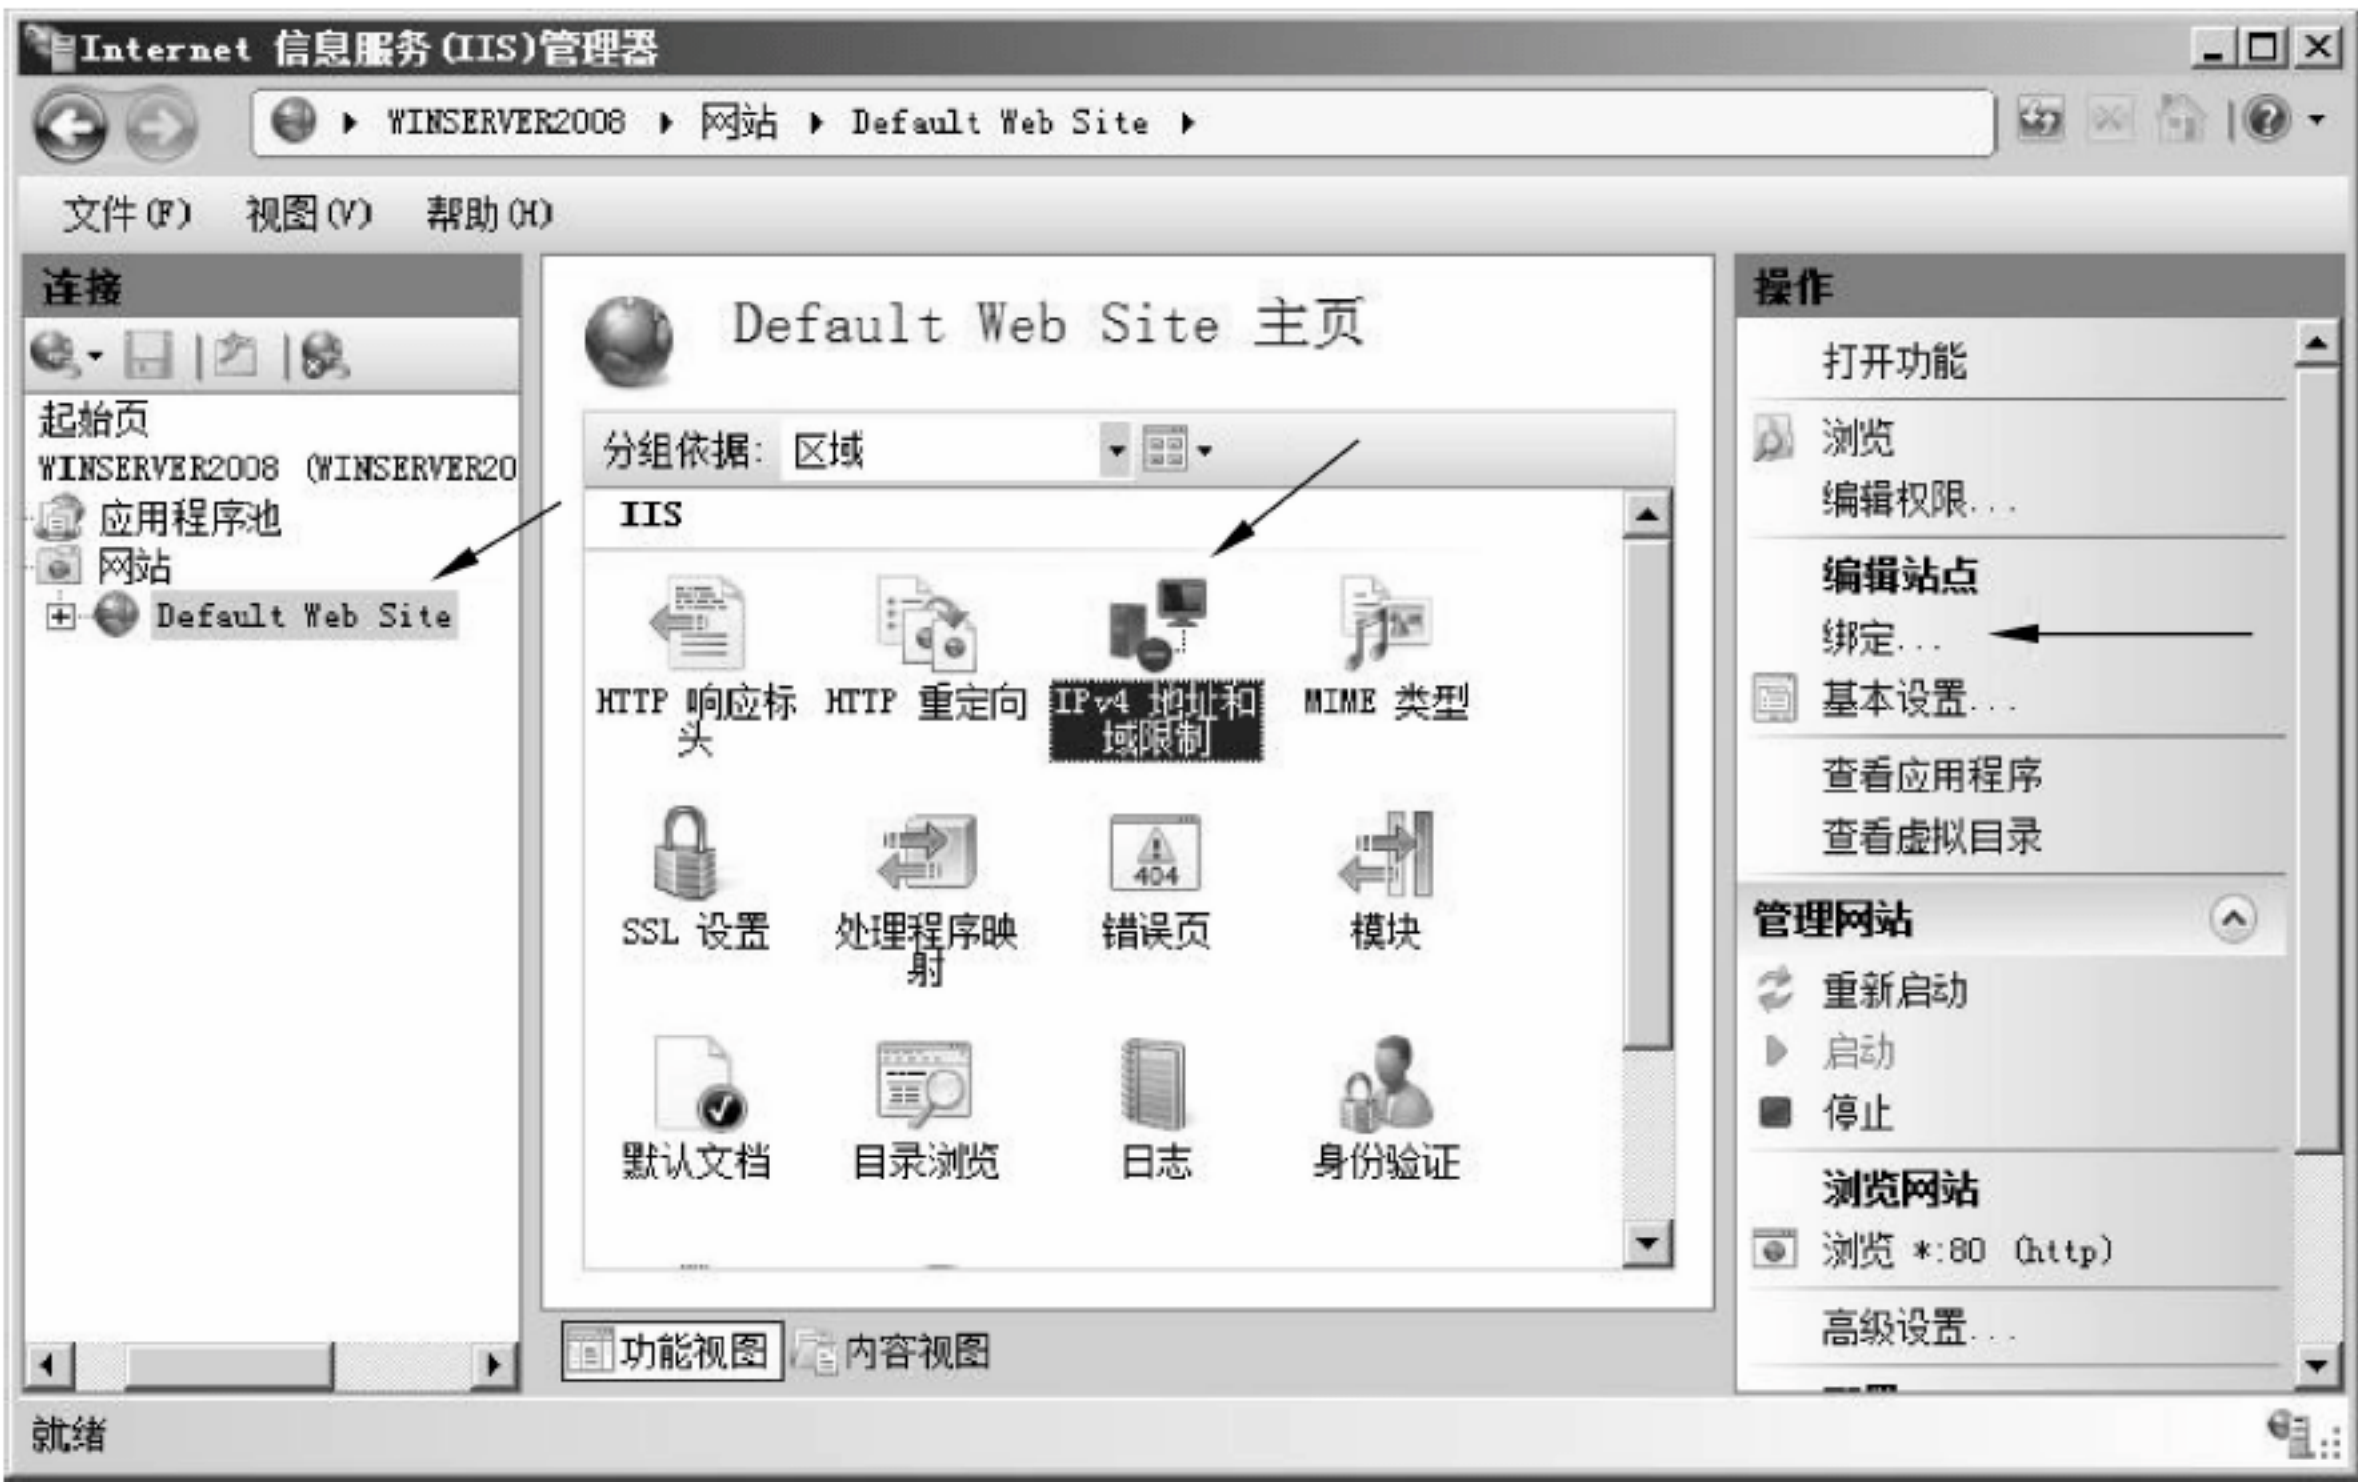 Internet 信息服务(IIS)管理器
WINSERVER2008 网站 Default Web Site
文件(F) 视图(V) 帮助(H)
连接
起始页
WINSERVER2008 (WINSERVER20
应用程序池
网站
Default Web Site
Default Web Site 主页
分组依据: 区域
IIS
HTTP 响应标头
HTTP 重定向
IPv4 地址和域限制
MIME 类型
SSL 设置
处理程序映射
错误页
404
模块
默认文档
目录浏览
日志
身份验证
功能视图 内容视图
操作
打开功能
浏览
编辑权限...
编辑站点
绑定...
基本设置...
查看应用程序
查看虚拟目录
管理网站
重新启动
启动
停止
浏览网站
浏览 *:80 (http)
高级设置...
就绪